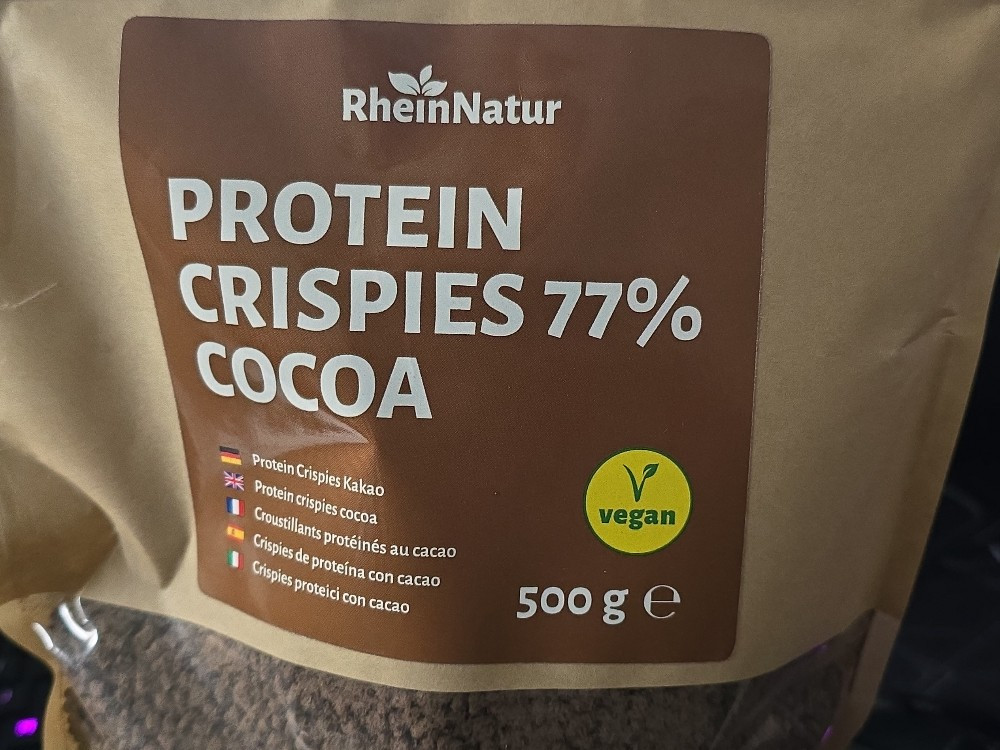 RheinNatur
PROTEIN
CRISPIES 77%
COCOA
Protein Crispies Kakao
Protein crispies cocoa
Croustillants protéinés au cacao
Crispies de proteína con cacao
Crispies proteici con cacao
vegan
500 g ℮